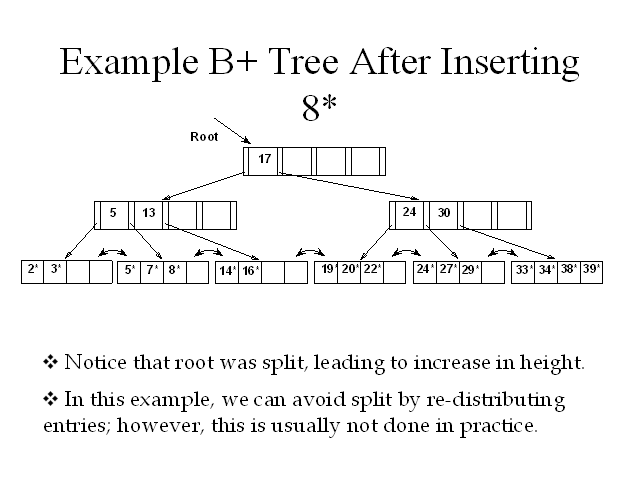 Example B+ Tree After Inserting
8*
Root
17
5 13
24 30
2* 3*
5* 7* 8*
14* 16*
19* 20* 22*
24* 27* 29*
33* 34* 38* 39*
❖ Notice that root was split, leading to increase in height.
❖ In this example, we can avoid split by re-distributing
entries; however, this is usually not done in practice.